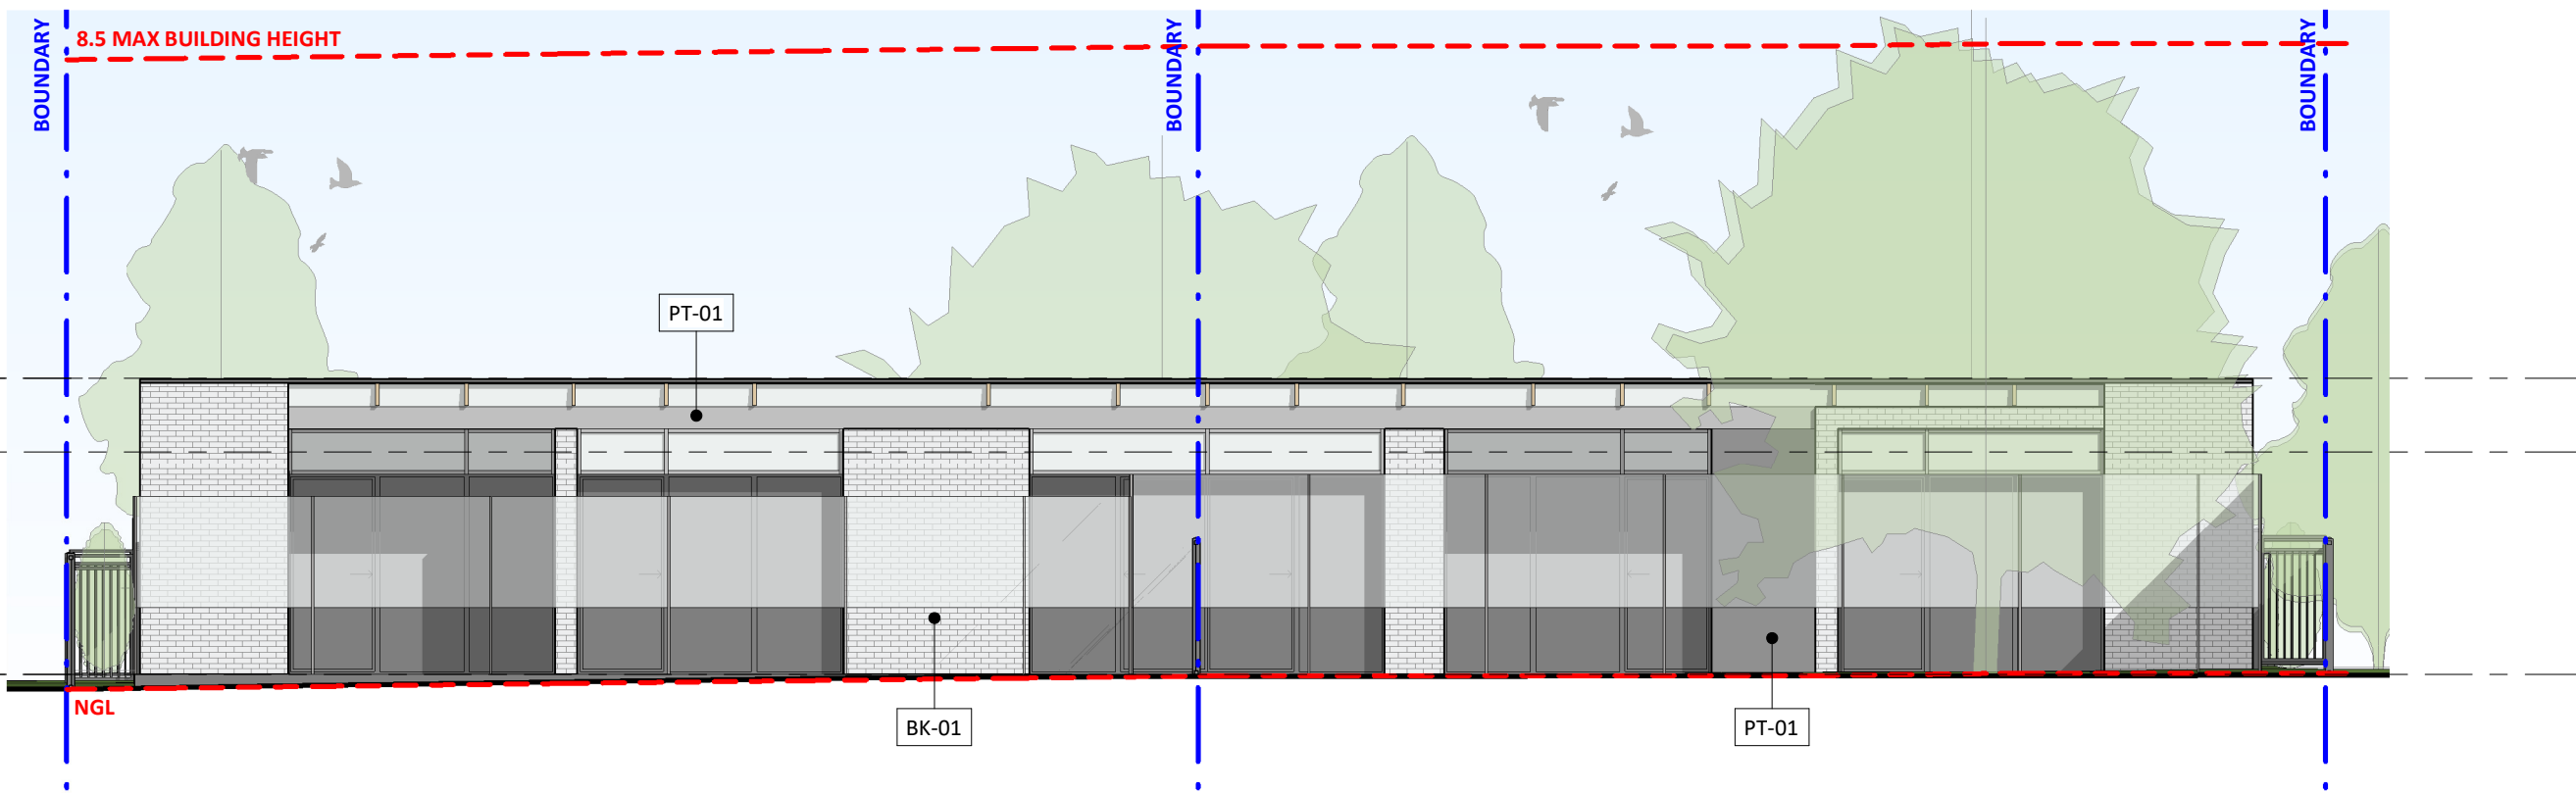 BOUNDARY
8.5 MAX BUILDING HEIGHT
BOUNDARY
BOUNDARY
PT-01
NGL
BK-01
PT-01